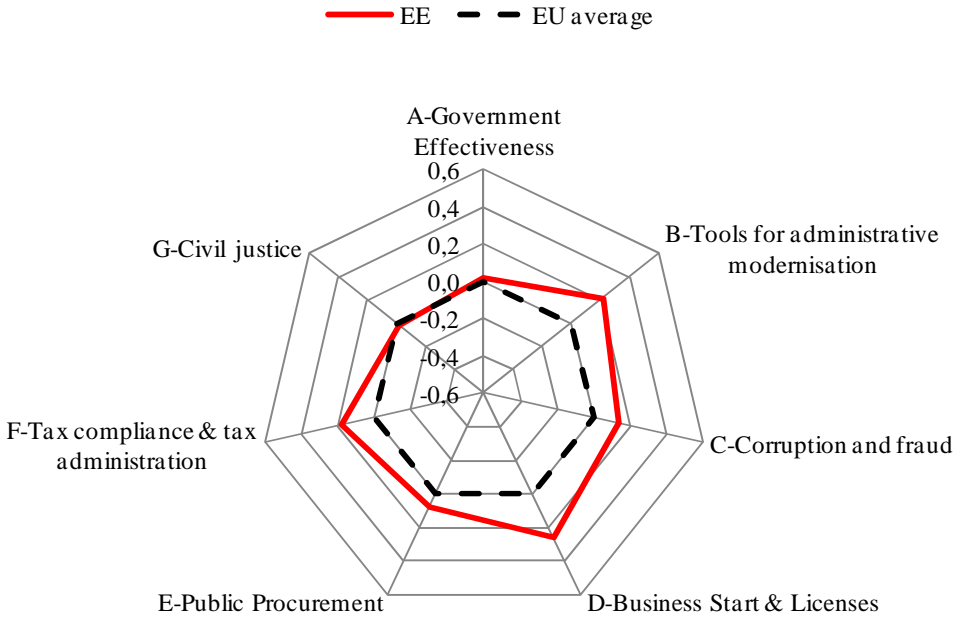 EE
EU average
A-Government
Effectiveness
0,6
0,4
0,2
0,0
-0,2
-0,4
-0,6
B-Tools for administrative
modernisation
C-Corruption and fraud
D-Business Start & Licenses
E-Public Procurement
F-Tax compliance & tax
administration
G-Civil justice